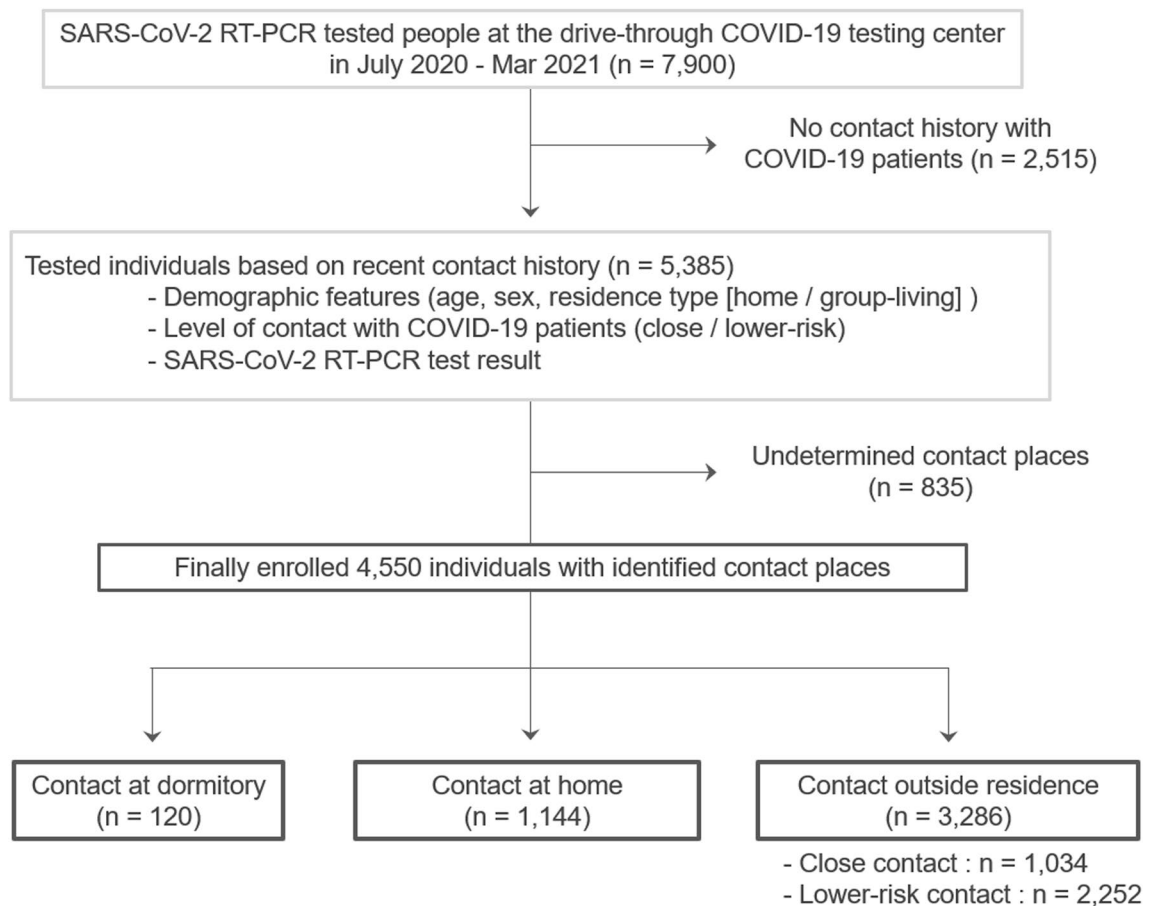 SARS-CoV-2 RT-PCR tested people at the drive-through COVID-19 testing center
in July 2020 - Mar 2021 (n = 7,900)
No contact history with
COVID-19 patients (n = 2,515)
Tested individuals based on recent contact history (n = 5,385)
- Demographic features (age, sex, residence type [home / group-living] )
- Level of contact with COVID-19 patients (close / lower-risk)
- SARS-CoV-2 RT-PCR test result
Undetermined contact places
(n = 835)
Finally enrolled 4,550 individuals with identified contact places
Contact at dormitory
(n = 120)
Contact at home
(n = 1,144)
Contact outside residence
(n = 3,286)
- Close contact : n = 1,034
- Lower-risk contact : n = 2,252